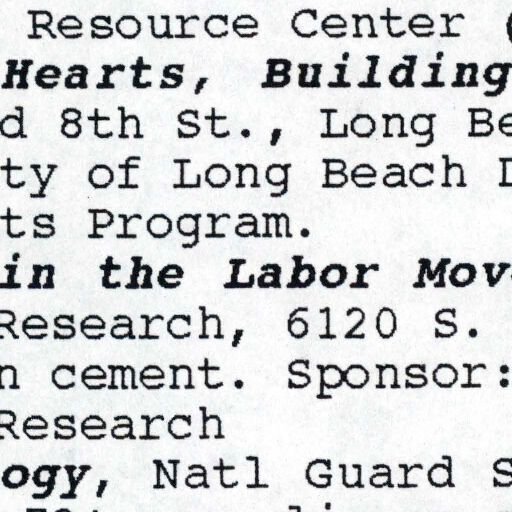 Resource Center (
Hearts, Building
d 8th St., Long Be
ty of Long Beach D
ts Program.
in the Labor Mov
Research, 6120 S.
n cement. Sponsor:
Research
ogy, Natl Guard S